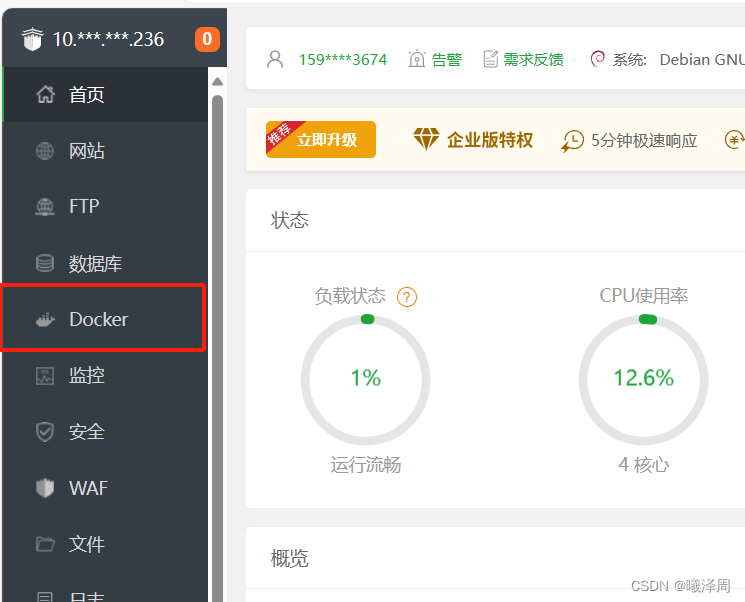 10.***.***.236
0
首页
网站
FTP
数据库
Docker
监控
安全
WAF
文件
日志
159****3674 告警 需求反馈 系统: Debian GNU
推荐 立即升级 企业版特权 5分钟极速响应
状态
负载状态 ? CPU使用率
1% 12.6%
运行流畅 4 核心
概览
CSDN @曦泽周